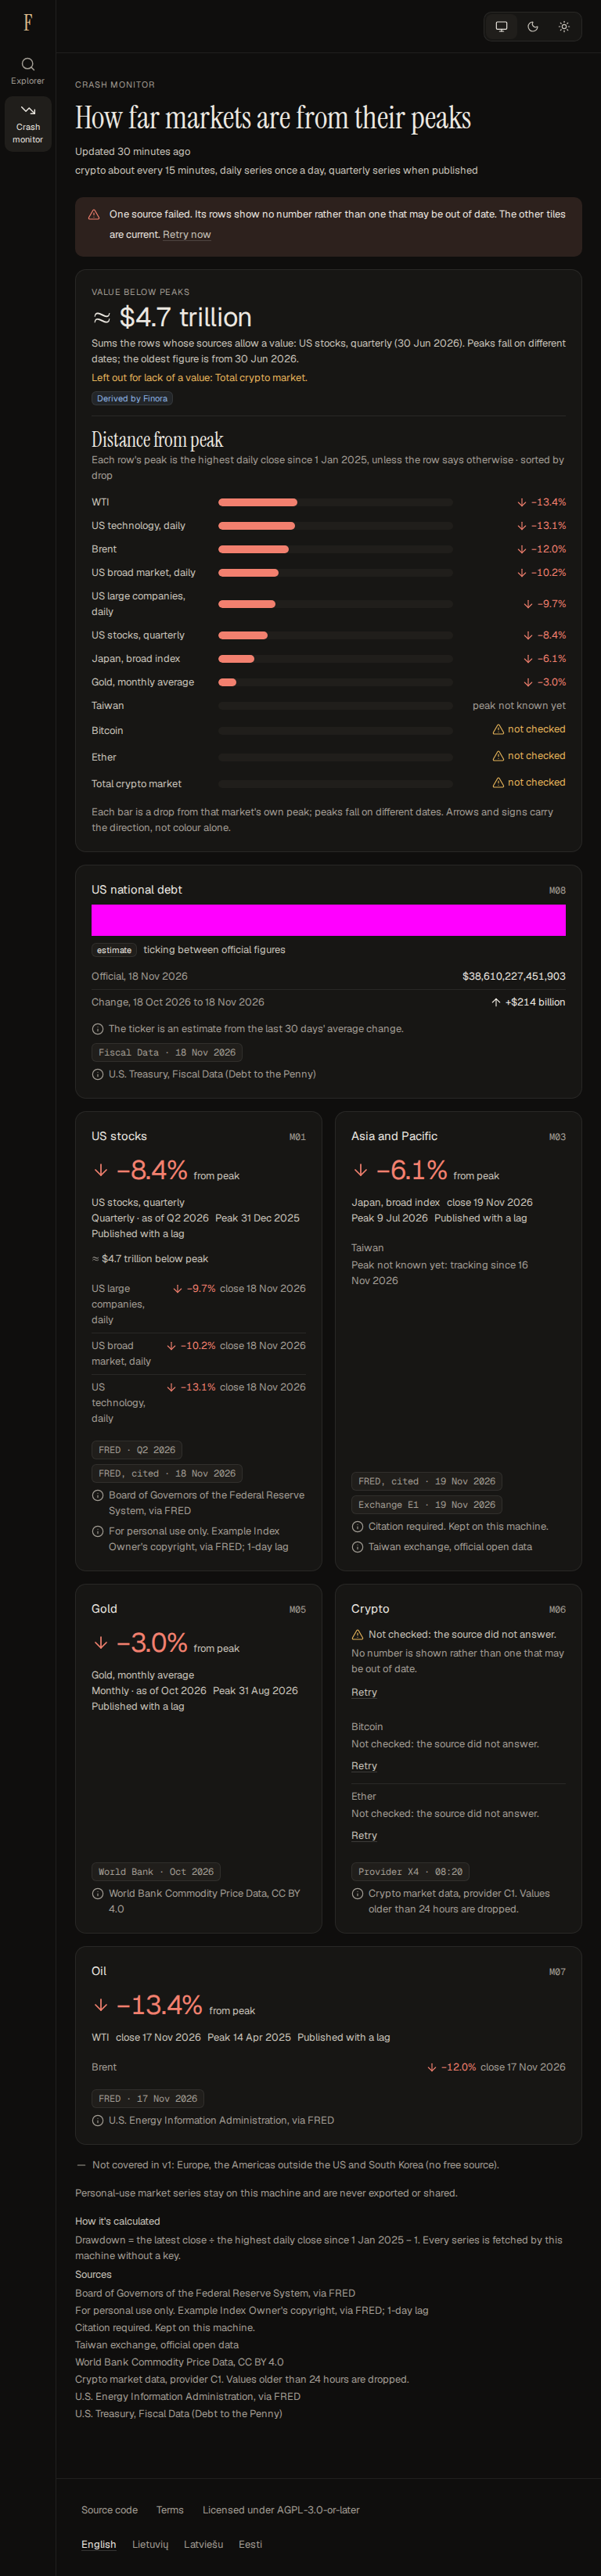 F
Explorer
Crash
monitor
CRASH MONITOR
How far markets are from their peaks
Updated 30 minutes ago
crypto about every 15 minutes, daily series once a day, quarterly series when published
One source failed. Its rows show no number rather than one that may be out of date. The other tiles
are current. Retry now
VALUE BELOW PEAKS
≈ $4.7 trillion
Sums the rows whose sources allow a value: US stocks, quarterly (30 Jun 2026). Peaks fall on different
dates; the oldest figure is from 30 Jun 2026.
Left out for lack of a value: Total crypto market.
Derived by Finora
Distance from peak
Each row's peak is the highest daily close since 1 Jan 2025, unless the row says otherwise · sorted by
drop
WTI ↓ −13.4%
US technology, daily ↓ −13.1%
Brent ↓ −12.0%
US broad market, daily ↓ −10.2%
US large companies,
daily ↓ −9.7%
US stocks, quarterly ↓ −8.4%
Japan, broad index ↓ −6.1%
Gold, monthly average ↓ −3.0%
Taiwan peak not known yet
Bitcoin not checked
Ether not checked
Total crypto market not checked
Each bar is a drop from that market's own peak; peaks fall on different dates. Arrows and signs carry
the direction, not colour alone.
US national debt M08
estimate ticking between official figures
Official, 18 Nov 2026 $38,610,227,451,903
Change, 18 Oct 2026 to 18 Nov 2026 ↑ +$214 billion
The ticker is an estimate from the last 30 days' average change.
Fiscal Data · 18 Nov 2026
U.S. Treasury, Fiscal Data (Debt to the Penny)
US stocks M01
↓ −8.4% from peak
US stocks, quarterly
Quarterly · as of Q2 2026 Peak 31 Dec 2025
Published with a lag
≈ $4.7 trillion below peak
US large
companies,
daily ↓ −9.7% close 18 Nov 2026
US broad
market, daily ↓ −10.2% close 18 Nov 2026
US
technology,
daily ↓ −13.1% close 18 Nov 2026
FRED · Q2 2026
FRED, cited · 18 Nov 2026
Board of Governors of the Federal Reserve
System, via FRED
For personal use only. Example Index
Owner's copyright, via FRED; 1-day lag
Asia and Pacific M03
↓ −6.1% from peak
Japan, broad index close 19 Nov 2026
Peak 9 Jul 2026 Published with a lag
Taiwan
Peak not known yet: tracking since 16
Nov 2026
FRED, cited · 19 Nov 2026
Exchange E1 · 19 Nov 2026
Citation required. Kept on this machine.
Taiwan exchange, official open data
Gold M05
↓ −3.0% from peak
Gold, monthly average
Monthly · as of Oct 2026 Peak 31 Aug 2026
Published with a lag
World Bank · Oct 2026
World Bank Commodity Price Data, CC BY
4.0
Crypto M06
Not checked: the source did not answer.
No number is shown rather than one that may
be out of date.
Retry
Bitcoin
Not checked: the source did not answer.
Retry
Ether
Not checked: the source did not answer.
Retry
Provider X4 · 08:20
Crypto market data, provider C1. Values
older than 24 hours are dropped.
Oil M07
↓ −13.4% from peak
WTI close 17 Nov 2026 Peak 14 Apr 2025 Published with a lag
Brent ↓ −12.0% close 17 Nov 2026
FRED · 17 Nov 2026
U.S. Energy Information Administration, via FRED
— Not covered in v1: Europe, the Americas outside the US and South Korea (no free source).
Personal-use market series stay on this machine and are never exported or shared.
How it's calculated
Drawdown = the latest close ÷ the highest daily close since 1 Jan 2025 − 1. Every series is fetched by this
machine without a key.
Sources
Board of Governors of the Federal Reserve System, via FRED
For personal use only. Example Index Owner's copyright, via FRED; 1-day lag
Citation required. Kept on this machine.
Taiwan exchange, official open data
World Bank Commodity Price Data, CC BY 4.0
Crypto market data, provider C1. Values older than 24 hours are dropped.
U.S. Energy Information Administration, via FRED
U.S. Treasury, Fiscal Data (Debt to the Penny)
Source code Terms Licensed under AGPL-3.0-or-later
English Lietuvių Latviešu Eesti